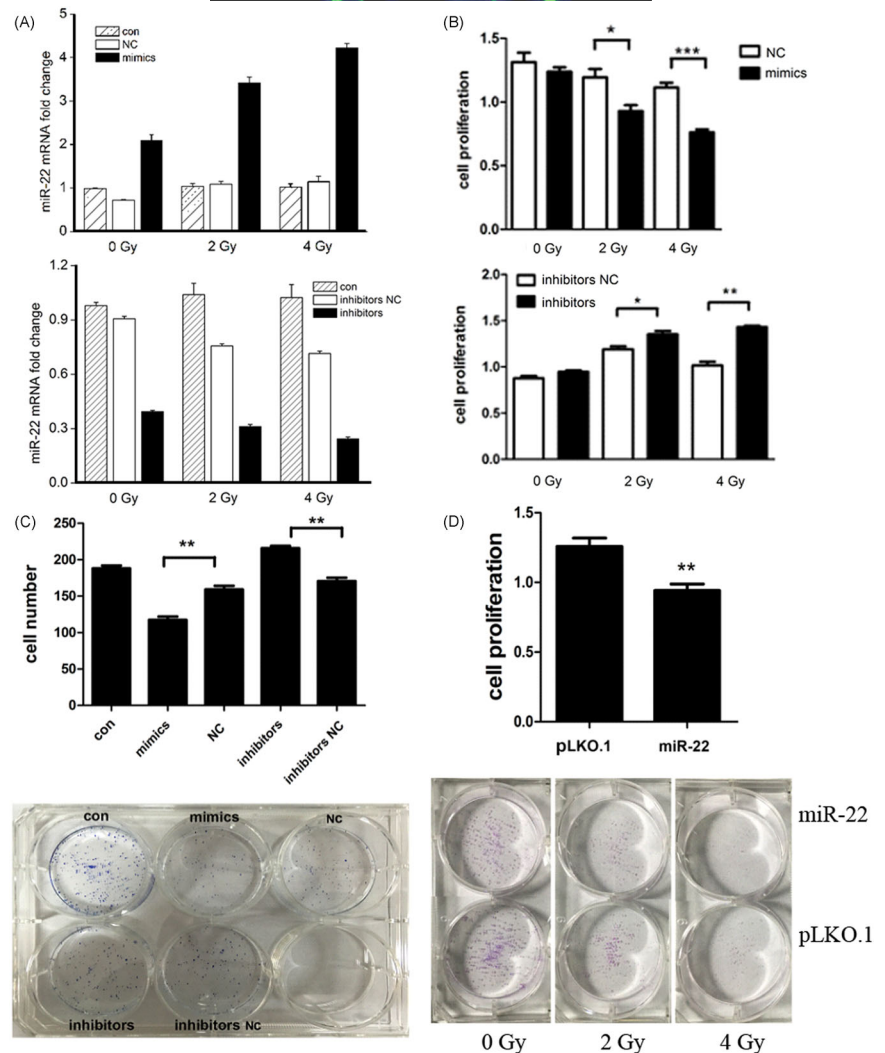 (A)
con
NC
mimics
miR-22 mRNA fold change
5
4
3
2
1
0
0 Gy
2 Gy
4 Gy
(B)
*
***
NC
mimics
cell proliferation
1.5
1.0
0.5
0.0
0 Gy
2 Gy
4 Gy
con
inhibitors NC
inhibitors
miR-22 mRNA fold change
1.2
0.9
0.6
0.3
0.0
0 Gy
2 Gy
4 Gy
inhibitors NC
inhibitors
*
**
cell proliferation
2.0
1.5
1.0
0.5
0.0
0 Gy
2 Gy
4 Gy
(C)
**
**
cell number
250
200
150
100
50
0
con
mimics
NC
inhibitors
inhibitors NC
(D)
**
cell proliferation
1.5
1.0
0.5
0.0
pLKO.1
miR-22
con
mimics
NC
inhibitors
inhibitors NC
miR-22
pLKO.1
0 Gy
2 Gy
4 Gy